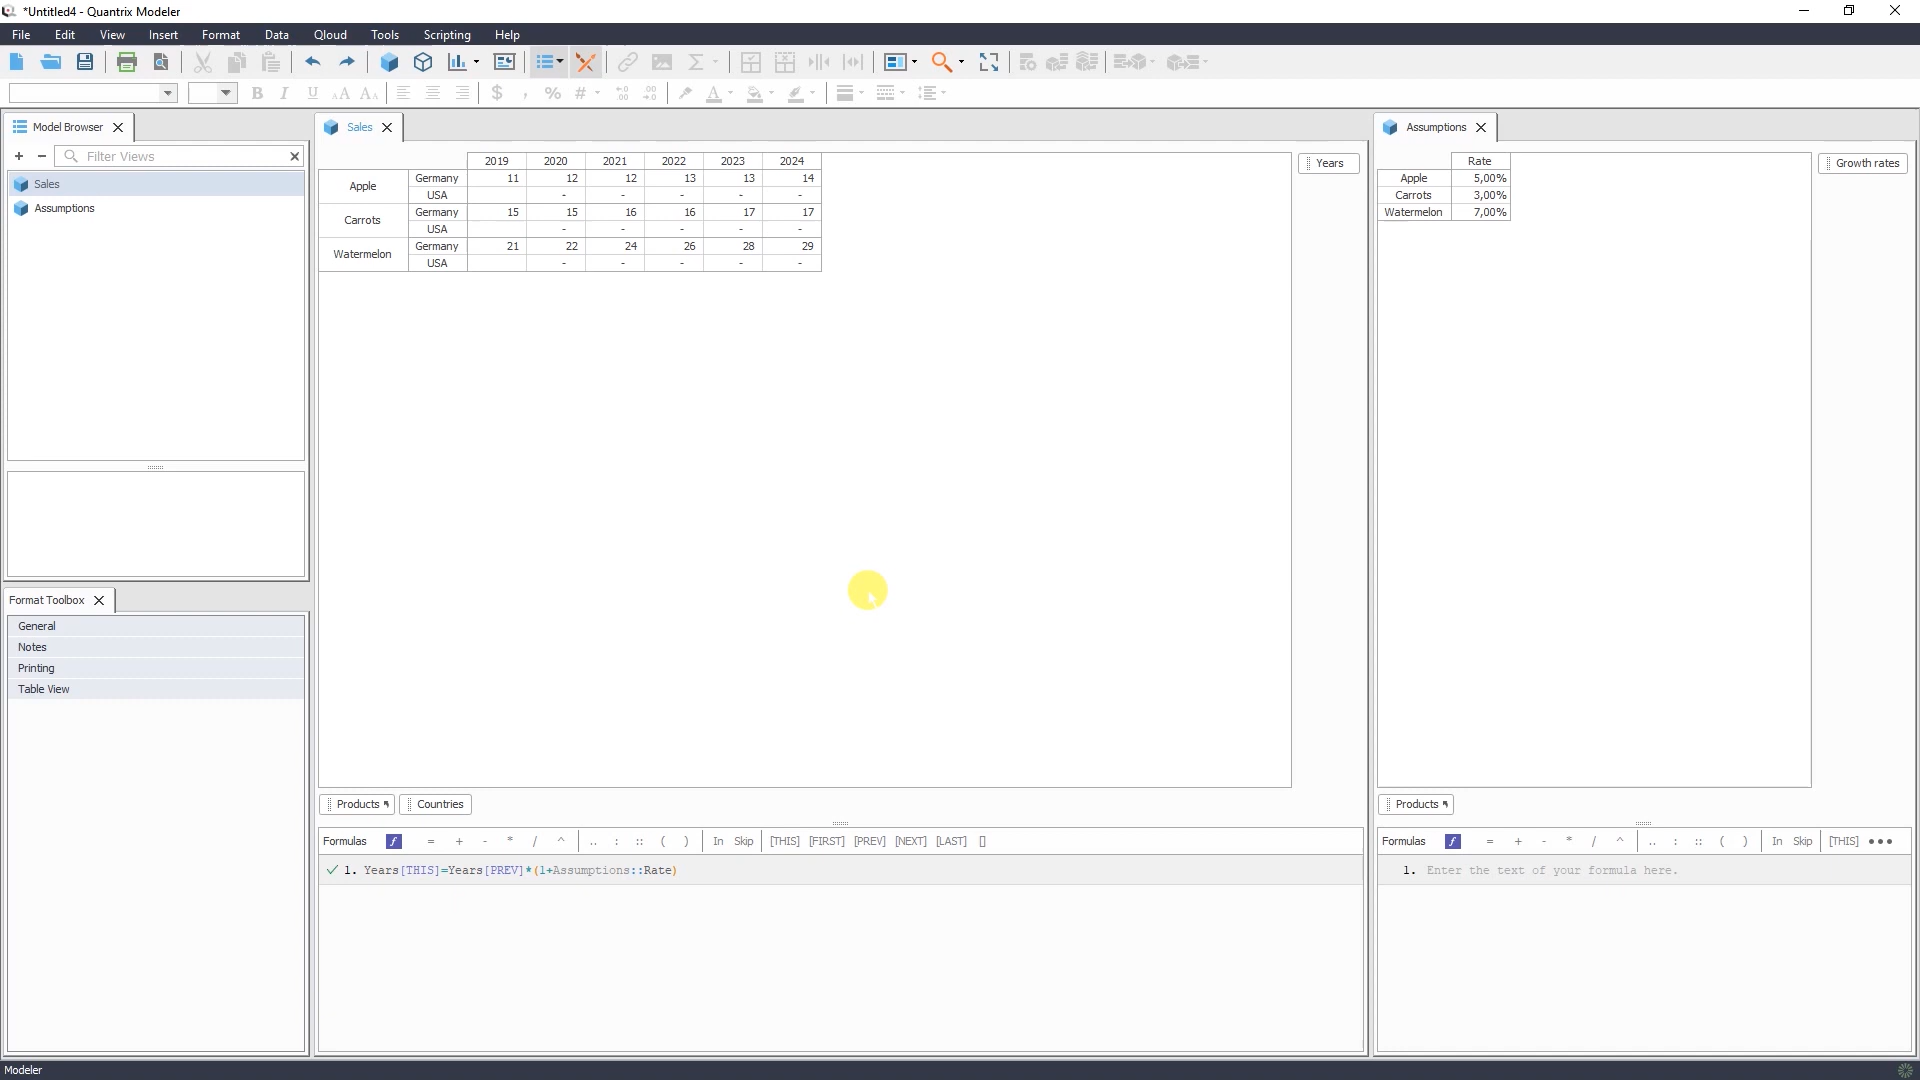 *Untitled4 - Quantrix Modeler
File Edit View Insert Format Data Qloud Tools Scripting Help
B I U AA AA $ , % # .00
Model Browser
Filter Views
Sales
Assumptions
Format Toolbox
General
Notes
Printing
Table View
Sales
2019 2020 2021 2022 2023 2024
Apple Germany 11 12 12 13 13 14
USA - - - - -
Carrots Germany 15 15 16 16 17 17
USA - - - - -
Watermelon Germany 21 22 24 26 28 29
USA - - - - -
Years
Products Countries
Formulas f = + - * / ^ .. : :: ( ) In Skip [THIS] [FIRST] [PREV] [NEXT] [LAST] []
1. Years[THIS]=Years[PREV]*(1+Assumptions::Rate)
Assumptions
Rate
Apple 5,00%
Carrots 3,00%
Watermelon 7,00%
Growth rates
Products
Formulas f = + - * / ^ .. : :: ( ) In Skip [THIS] •••
1. Enter the text of your formula here.
Modeler